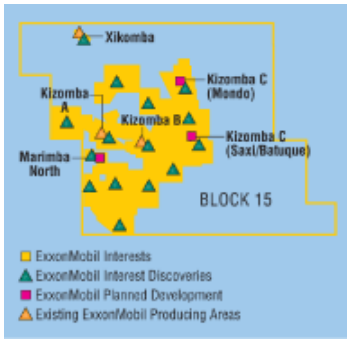 Xikomba
Kizomba C
(Mondo)
Kizomba
A
Kizomba B
Kizomba C
(Saxi/Batuque)
Marimba
North
BLOCK 15
ExxonMobil Interests
ExxonMobil Interest Discoveries
ExxonMobil Planned Development
Existing ExxonMobil Producing Areas